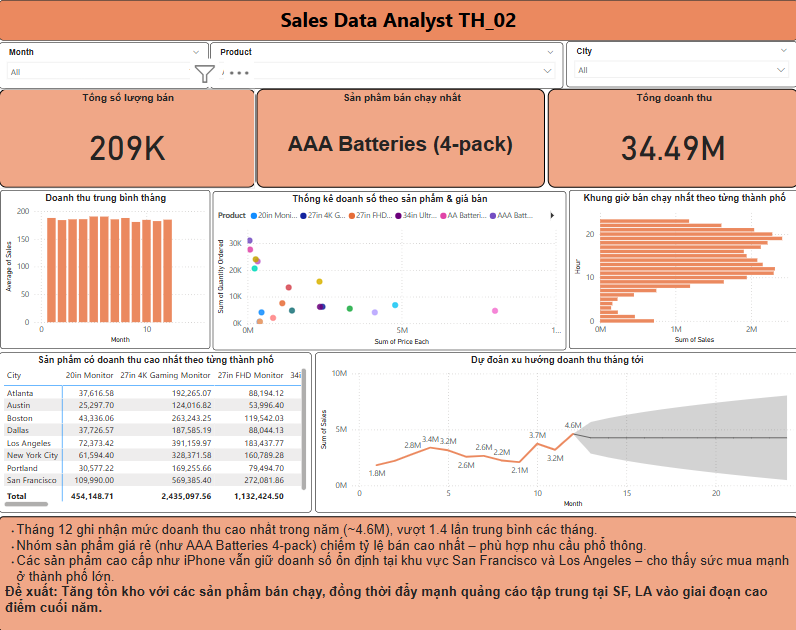 Sales Data Analyst TH_02
Month
All
Product
City
All
Tổng số lượng bán
209K
Sản phẩm bán chạy nhất
AAA Batteries (4-pack)
Tổng doanh thu
34.49M
Doanh thu trung bình tháng
Average of Sales
200
150
100
50
0
0 10
Month
Thống kê doanh số theo sản phẩm & giá bán
Product 20in Moni... 27in 4K G... 27in FHD... 34in Ultr... AA Batteri... AAA Batt...
Sum of Quantity Ordered
30K
20K
10K
0K
0M 5M 1...
Sum of Price Each
Khung giờ bán chạy nhất theo từng thành phố
Hour
20
10
0
0M 1M 2M
Sum of Sales
Sản phẩm có doanh thu cao nhất theo từng thành phố
City 20in Monitor 27in 4K Gaming Monitor 27in FHD Monitor 34i
Atlanta 37,616.58 192,265.07 88,194.12
Austin 25,297.70 124,016.82 53,996.40
Boston 43,336.06 263,243.25 119,542.03
Dallas 37,726.57 187,585.19 88,044.13
Los Angeles 72,373.42 391,159.97 183,437.77
New York City 61,594.40 328,371.58 160,789.28
Portland 30,577.22 169,255.66 79,494.70
San Francisco 109,990.00 569,385.40 272,081.86
Total 454,148.71 2,435,097.56 1,132,424.50
Dự đoán xu hướng doanh thu tháng tới
Sum of Sales
10M
5M
0M
1.8M 2.8M 3.4M 3.2M 2.6M 2.6M 2.2M 2.1M 3.7M 3.2M 4.6M
0 5 10 15 20
Month
· Tháng 12 ghi nhận mức doanh thu cao nhất trong năm (~4.6M), vượt 1.4 lần trung bình các tháng.
· Nhóm sản phẩm giá rẻ (như AAA Batteries 4-pack) chiếm tỷ lệ bán cao nhất – phù hợp nhu cầu phổ thông.
· Các sản phẩm cao cấp như iPhone vẫn giữ doanh số ổn định tại khu vực San Francisco và Los Angeles – cho thấy sức mua mạnh
ở thành phố lớn.
Đề xuất: Tăng tồn kho với các sản phẩm bán chạy, đồng thời đẩy mạnh quảng cáo tập trung tại SF, LA vào giai đoạn cao
điểm cuối năm.